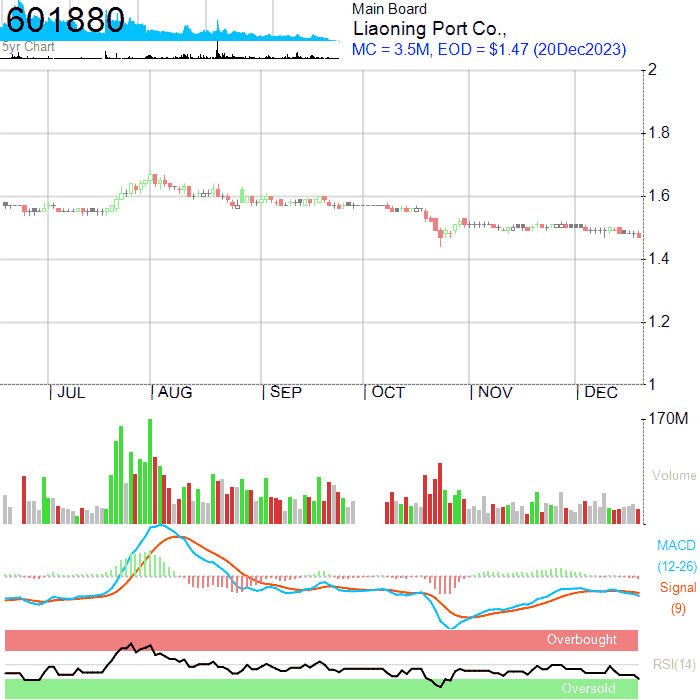 601880
5yr Chart
Main Board
Liaoning Port Co.,
MC = 3.5M, EOD = $1.47 (20Dec2023)
2
1.8
1.6
1.4
1.2
1
JUL AUG SEP OCT NOV DEC
170M
Volume
MACD
(12-26)
Signal
(9)
Overbought
RSI(14)
Oversold